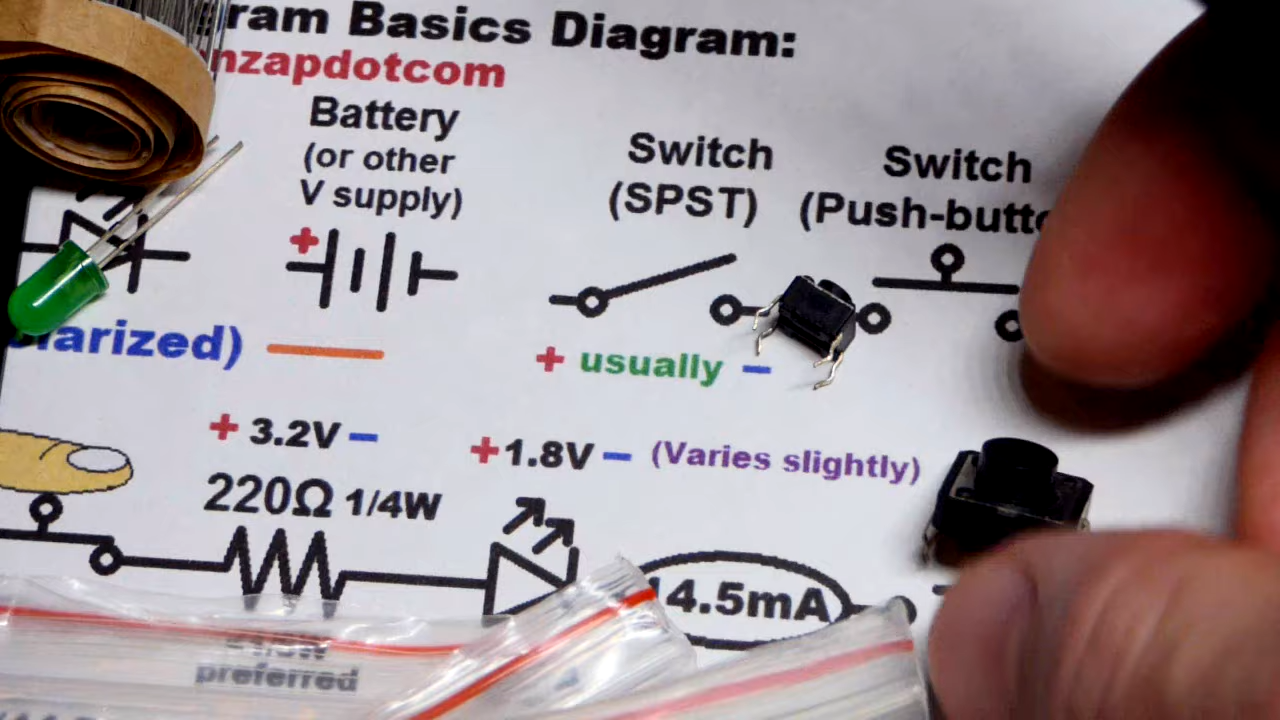 ram Basics Diagram:
nzapdotcom
Battery
(or other
V supply)
Switch
(SPST)
Switch
(Push-butt
larized)
+ usually −
+ 3.2V −
+1.8V − (Varies slightly)
220Ω 1/4W
14.5mA
preferred